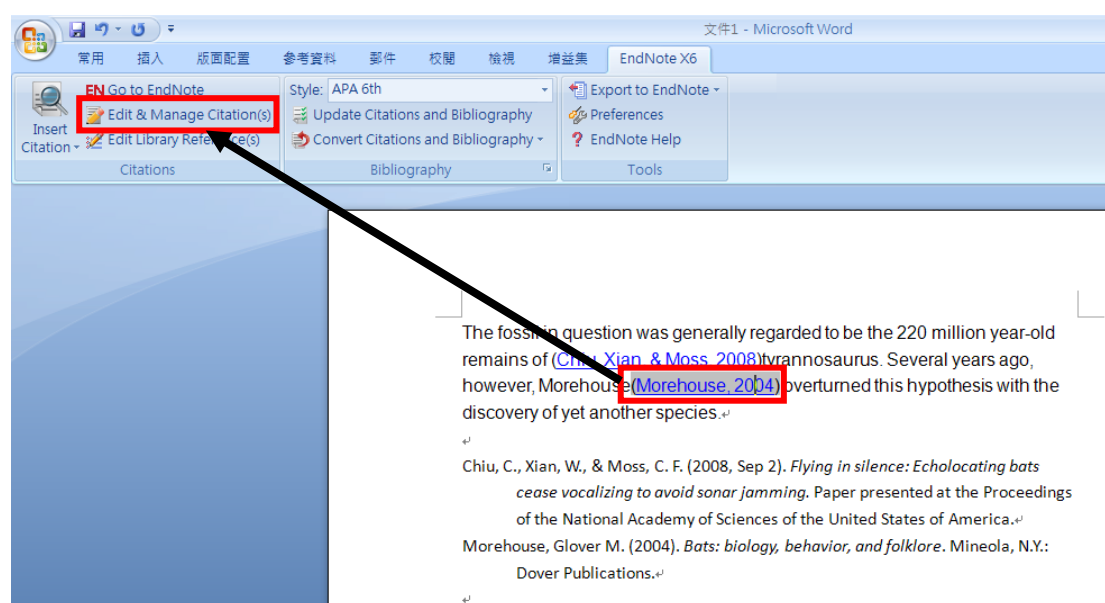 文件1 - Microsoft Word
常用 插入 版面配置 參考資料 郵件 校閱 檢視 增益集 EndNote X6
EN Go to EndNote
Edit & Manage Citation(s)
Edit Library Reference(s)
Insert
Citation
Citations
Style: APA 6th
Update Citations and Bibliography
Convert Citations and Bibliography
Bibliography
Export to EndNote
Preferences
? EndNote Help
Tools
The fossil in question was generally regarded to be the 220 million year-old
remains of (Chiu, Xian, & Moss, 2008)tyrannosaurus. Several years ago,
however, Morehouse(Morehouse, 2004) overturned this hypothesis with the
discovery of yet another species.
Chiu, C., Xian, W., & Moss, C. F. (2008, Sep 2). Flying in silence: Echolocating bats
cease vocalizing to avoid sonar jamming. Paper presented at the Proceedings
of the National Academy of Sciences of the United States of America.
Morehouse, Glover M. (2004). Bats: biology, behavior, and folklore. Mineola, N.Y.:
Dover Publications.